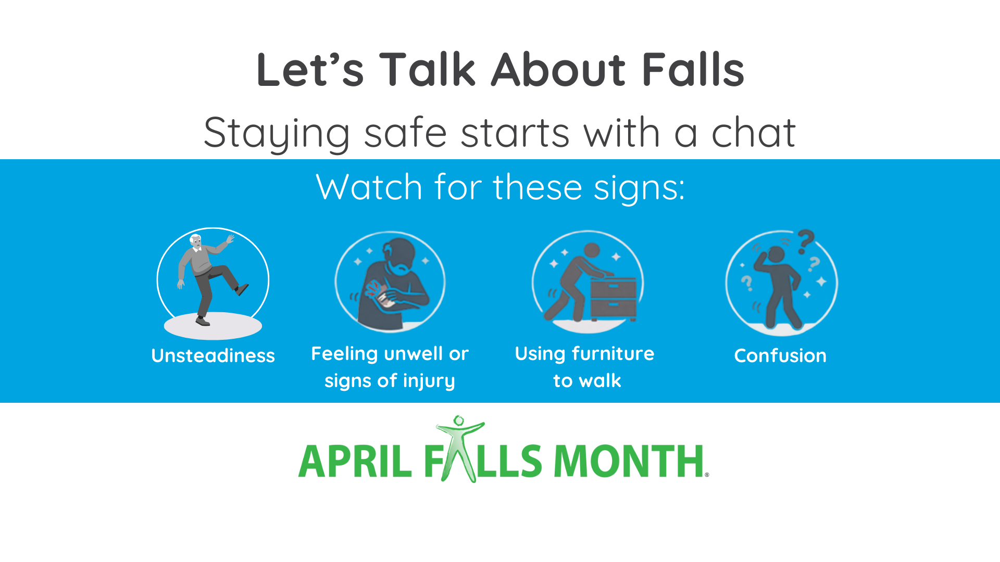 Let’s Talk About Falls
Staying safe starts with a chat
Watch for these signs:
Unsteadiness
Feeling unwell or
signs of injury
Using furniture
to walk
Confusion
APRIL FALLS MONTH®